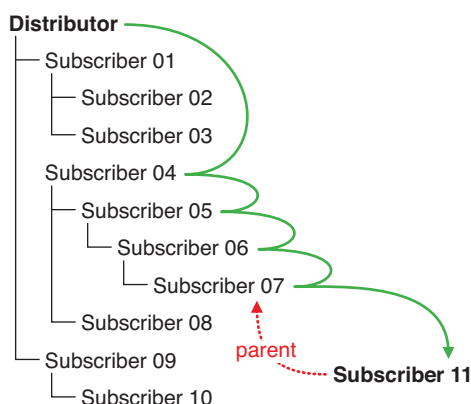 Distributor
Subscriber 01
Subscriber 02
Subscriber 03
Subscriber 04
Subscriber 05
Subscriber 06
Subscriber 07
Subscriber 08
parent
Subscriber 09
Subscriber 11
Subscriber 10